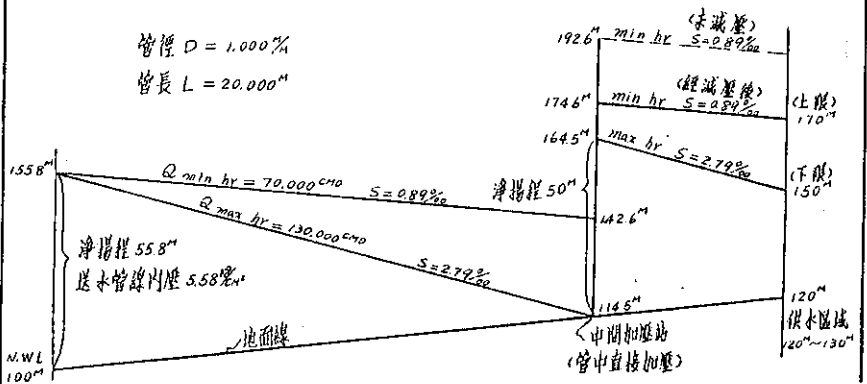 管徑 D = 1.000 m/m
管長 L = 20.000ᴹ
(未減壓)
192.6ᴹ min hr S=0.89‰
(經減壓後)
174.6ᴹ min hr S=0.89‰
(上限)
170ᴹ
164.5ᴹ max hr S=2.79‰
(下限)
150ᴹ
155.8ᴹ
Q min hr = 70.000 CMD S=0.89‰
Q max hr = 130.000 CMD
S=2.79‰
淨揚程 50ᴹ
142.6ᴹ
淨揚程 55.8ᴹ
送水管線內壓 5.58
114.5ᴹ
120ᴹ
供水区域
120ᴹ~130ᴹ
地面線
中間加壓站
(管中直接加壓)
N.W.L
100ᴹ